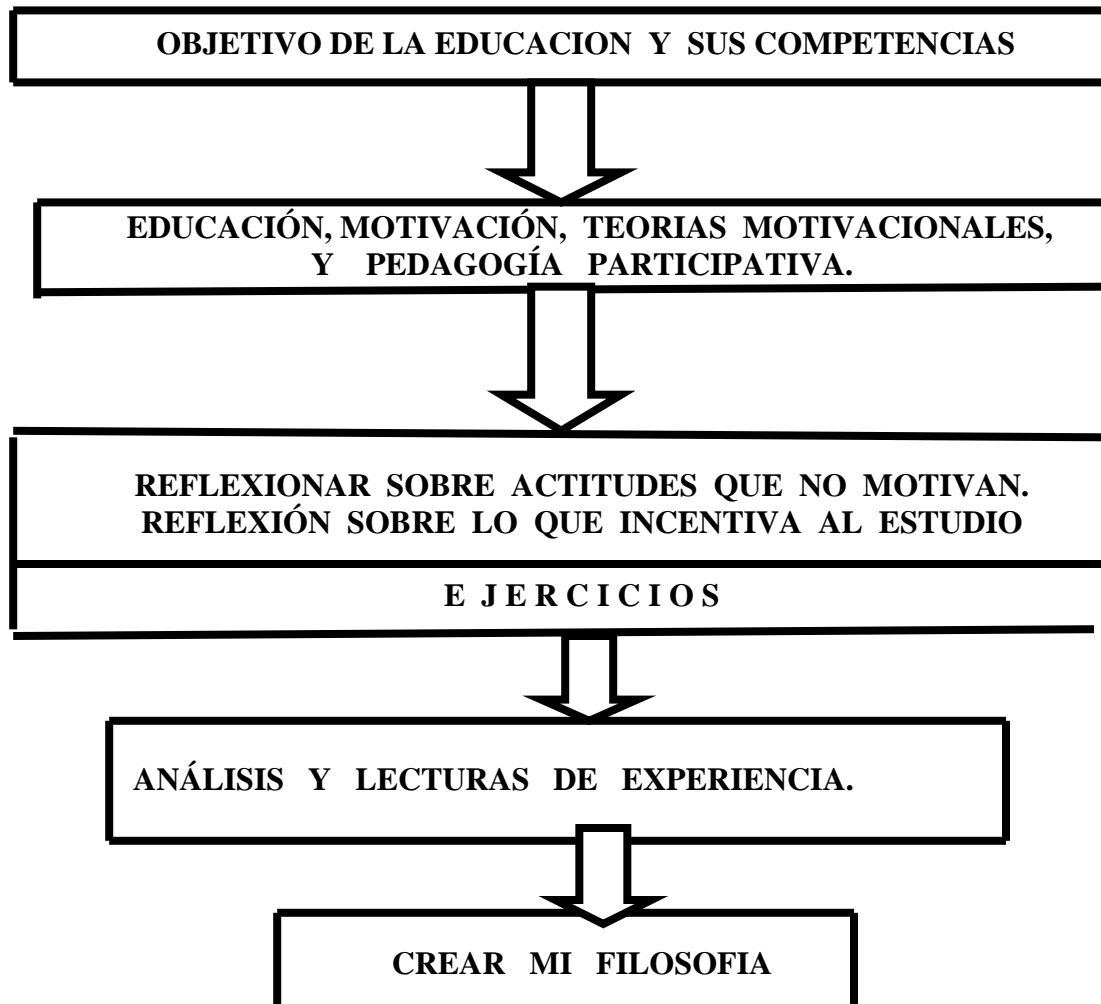 OBJETIVO DE LA EDUCACION Y SUS COMPETENCIAS
EDUCACIÓN, MOTIVACIÓN, TEORIAS MOTIVACIONALES,
Y PEDAGOGÍA PARTICIPATIVA.
REFLEXIONAR SOBRE ACTITUDES QUE NO MOTIVAN.
REFLEXIÓN SOBRE LO QUE INCENTIVA AL ESTUDIO
E J E R C I C I O S
ANÁLISIS Y LECTURAS DE EXPERIENCIA.
CREAR MI FILOSOFIA